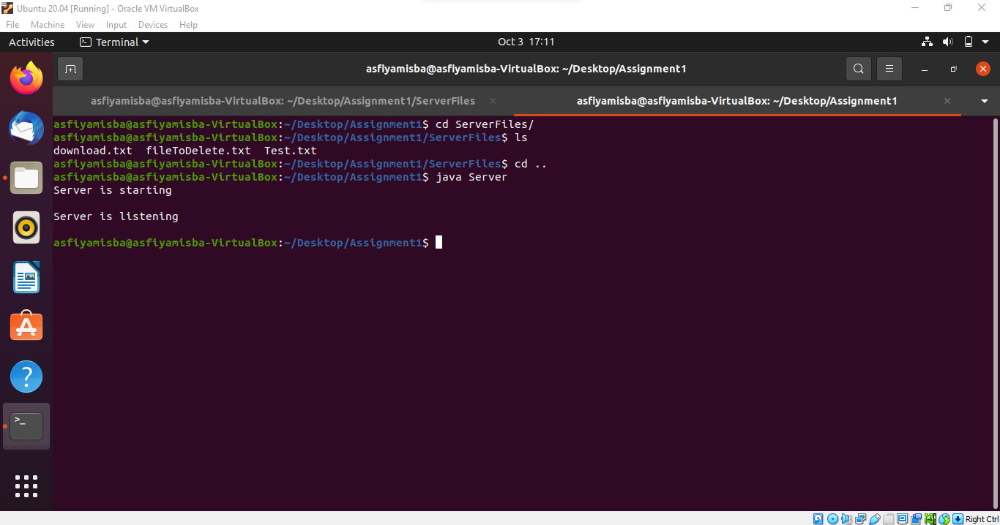 Ubuntu 20.04 [Running] - Oracle VM VirtualBox
File Machine View Input Devices Help
Activities Terminal Oct 3 17:11
asfiyamisba@asfiyamisba-VirtualBox: ~/Desktop/Assignment1
asfiyamisba@asfiyamisba-VirtualBox: ~/Desktop/Assignment1/ServerFiles asfiyamisba@asfiyamisba-VirtualBox: ~/Desktop/Assignment1
asfiyamisba@asfiyamisba-VirtualBox:~/Desktop/Assignment1$ cd ServerFiles/
asfiyamisba@asfiyamisba-VirtualBox:~/Desktop/Assignment1/ServerFiles$ ls
download.txt  fileToDelete.txt  Test.txt
asfiyamisba@asfiyamisba-VirtualBox:~/Desktop/Assignment1/ServerFiles$ cd ..
asfiyamisba@asfiyamisba-VirtualBox:~/Desktop/Assignment1$ java Server
Server is starting
Server is listening
asfiyamisba@asfiyamisba-VirtualBox:~/Desktop/Assignment1$
Right Ctrl